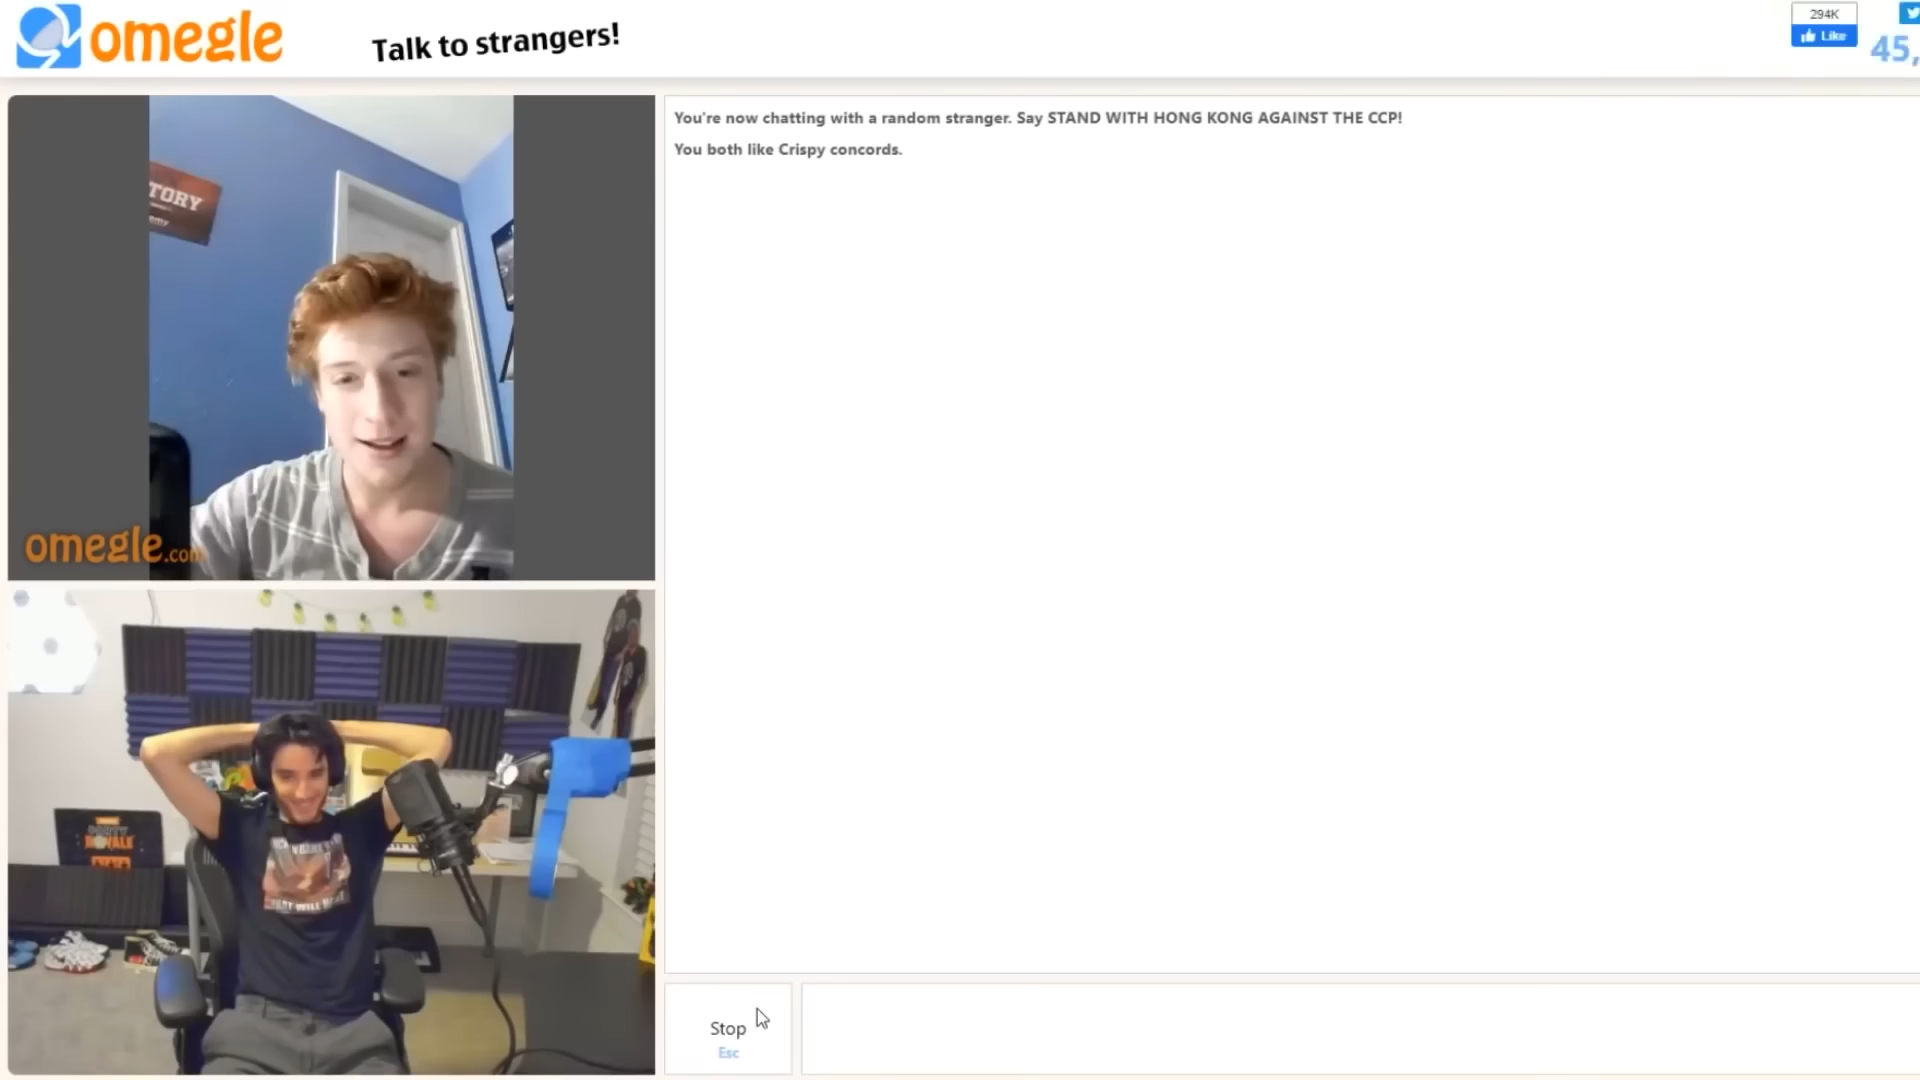 omegle
Talk to strangers!
294K
Like
45,
You're now chatting with a random stranger. Say STAND WITH HONG KONG AGAINST THE CCP!
You both like Crispy concords.
TORY
omegle.com
ROYALE
Stop
Esc